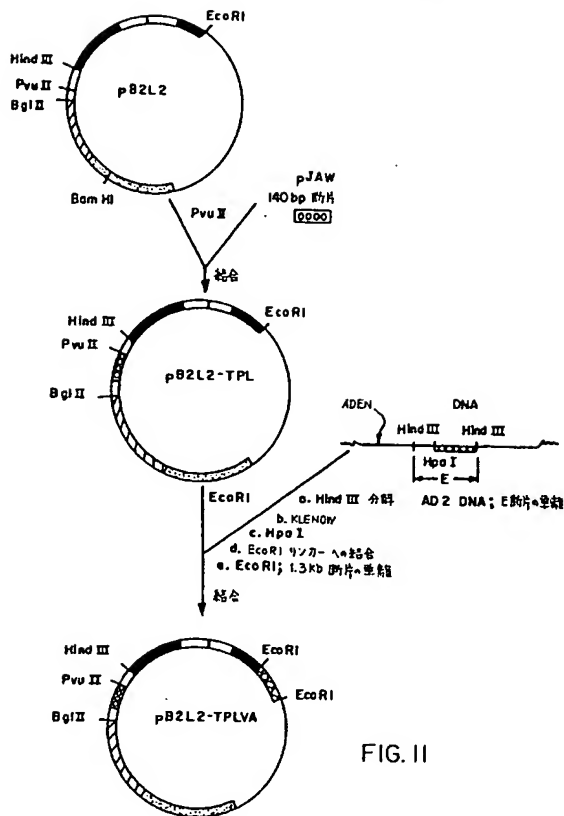 EcoRI
Hind III
Pvu II
Bgl II
pB2L2
Bam HI
pJAW
140 bp 断片
Pvu II
結合
EcoRI
Hind III
Pvu II
pB2L2-TPL
Bgl II
ADEN
DNA
Hind III
Hind III
Hpa I
E
AD2 DNA; E断片の単離
EcoRI
a. Hind III 分解
b. KLENOW
c. Hpa I
d. EcoRI リンカーへの結合
e. EcoRI; 1.3Kb 断片の単離
結合
Hind III
EcoRI
Pvu II
EcoRI
Bgl II
pB2L2-TPLVA
FIG. 11